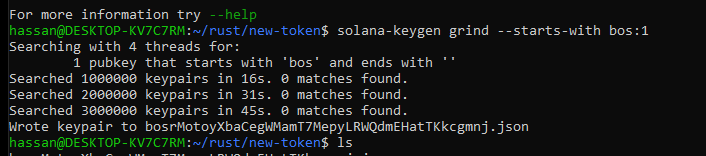 For more information try --help
hassan@DESKTOP-KV7C7RM:~/rust/new-token$ solana-keygen grind --starts-with bos:1
Searching with 4 threads for:
        1 pubkey that starts with 'bos' and ends with ''
Searched 1000000 keypairs in 16s. 0 matches found.
Searched 2000000 keypairs in 31s. 0 matches found.
Searched 3000000 keypairs in 45s. 0 matches found.
Wrote keypair to bosrMotoyXbaCegWMamT7MepyLRWQdmEHatTKkcgmnj.json
hassan@DESKTOP-KV7C7RM:~/rust/new-token$ ls